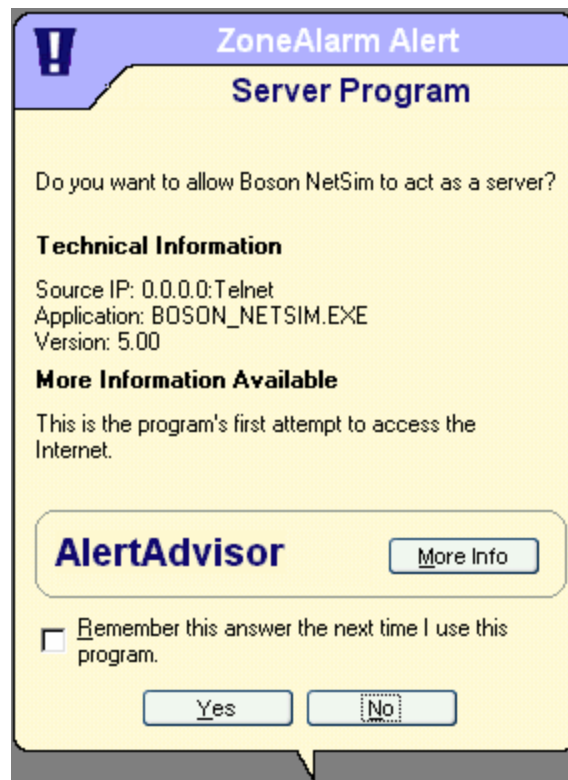 ZoneAlarm Alert
Server Program
Do you want to allow Boson NetSim to act as a server?
Technical Information
Source IP: 0.0.0.0:Telnet
Application: BOSON_NETSIM.EXE
Version: 5.00
More Information Available
This is the program's first attempt to access the
Internet.
AlertAdvisor
More Info
Remember this answer the next time I use this
program.
Yes
No